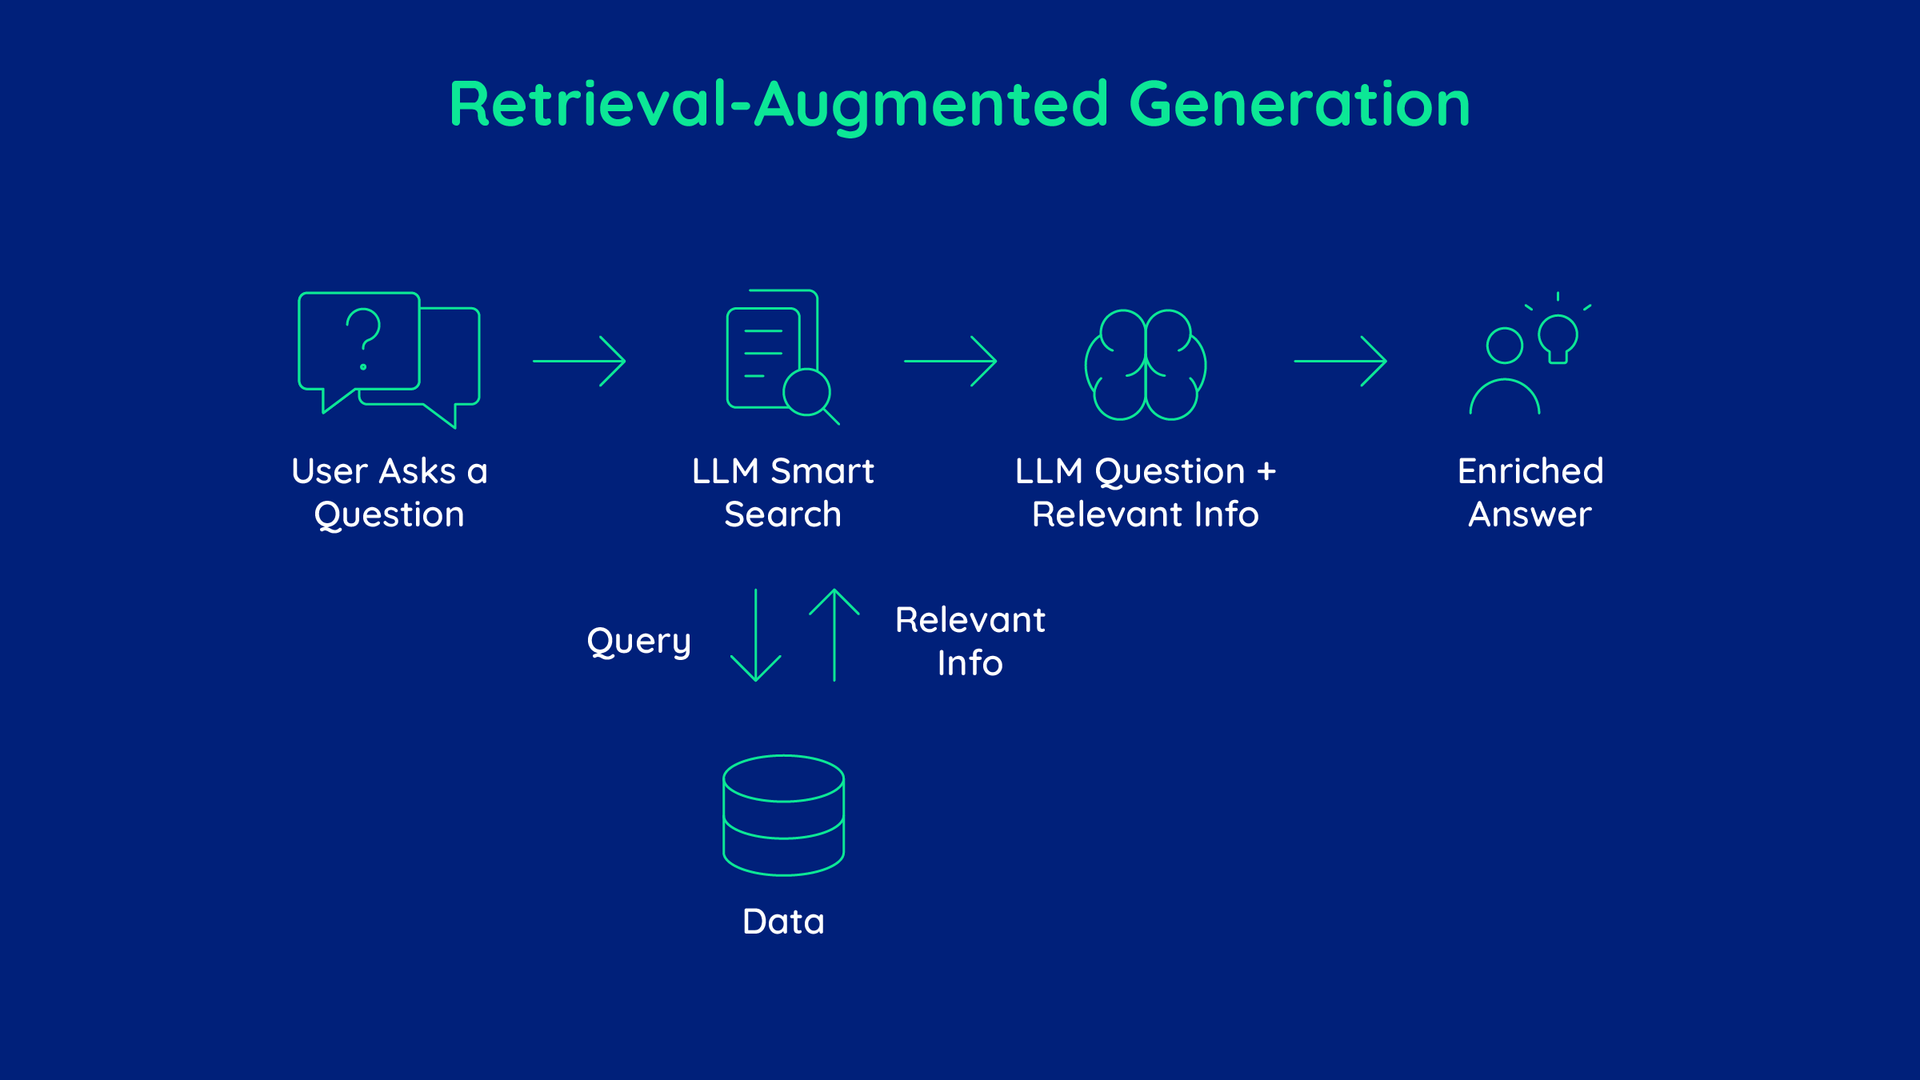 Retrieval-Augmented Generation
?
User Asks a
Question
LLM Smart
Search
LLM Question +
Relevant Info
Enriched
Answer
Query
Relevant
Info
Data